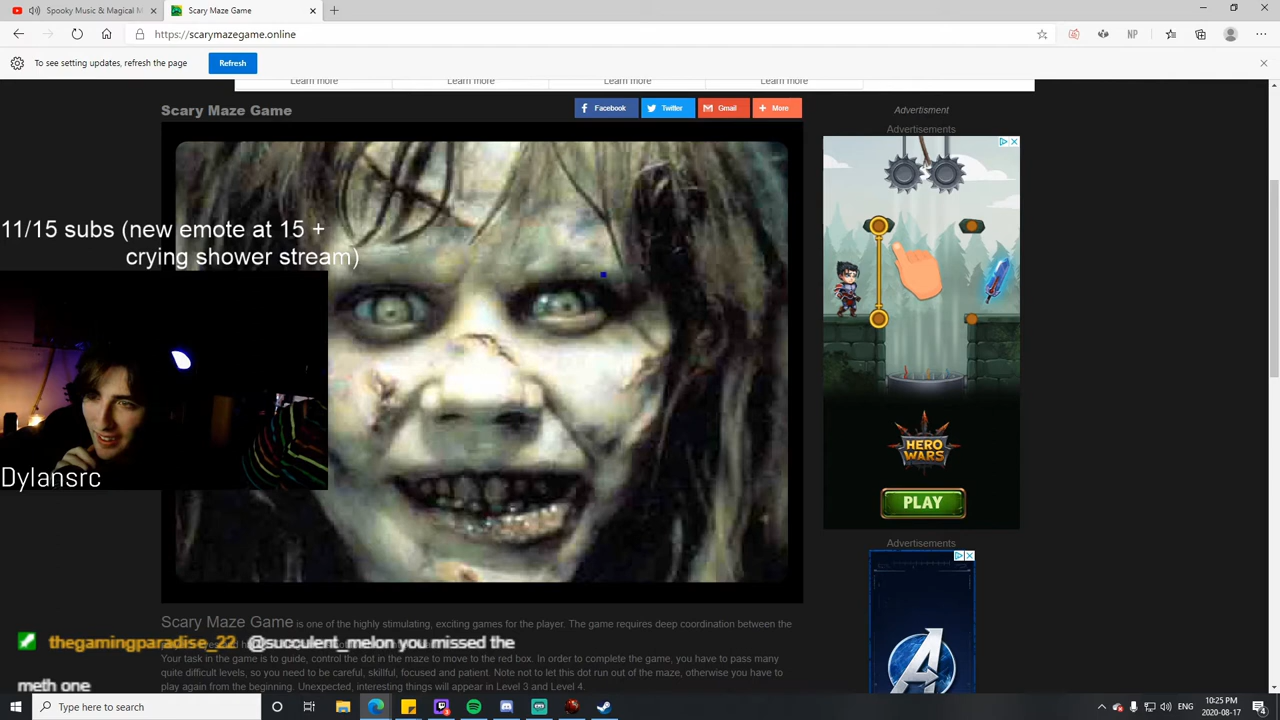 Spooky Music & Magical M
Scary Maze Game
https://scarymazegame.online
NP
To see setting updates, refresh the page
Refresh
Learn more
Learn more
Learn more
Learn more
Scary Maze Game
Facebook
Twitter
Gmail
More
Advertisment
Advertisements
11/15 subs (new emote at 15 +
crying shower stream)
Dylansrc
HERO
WARS
PLAY
Advertisements
Scary Maze Game is one of the highly stimulating, exciting games for the player. The game requires deep coordination between the
thegamingparadise_22 @succulent_melon you missed the
meth one
Your task in the game is to guide, control the dot in the maze to move to the red box. In order to complete the game, you have to pass many
quite difficult levels, so you need to be careful, skillful, focused and patient. Note not to let this dot run out of the maze, otherwise you have to
play again from the beginning. Unexpected, interesting things will appear in Level 3 and Level 4.
Type here to search
ENG
10:25 PM
2020-08-17